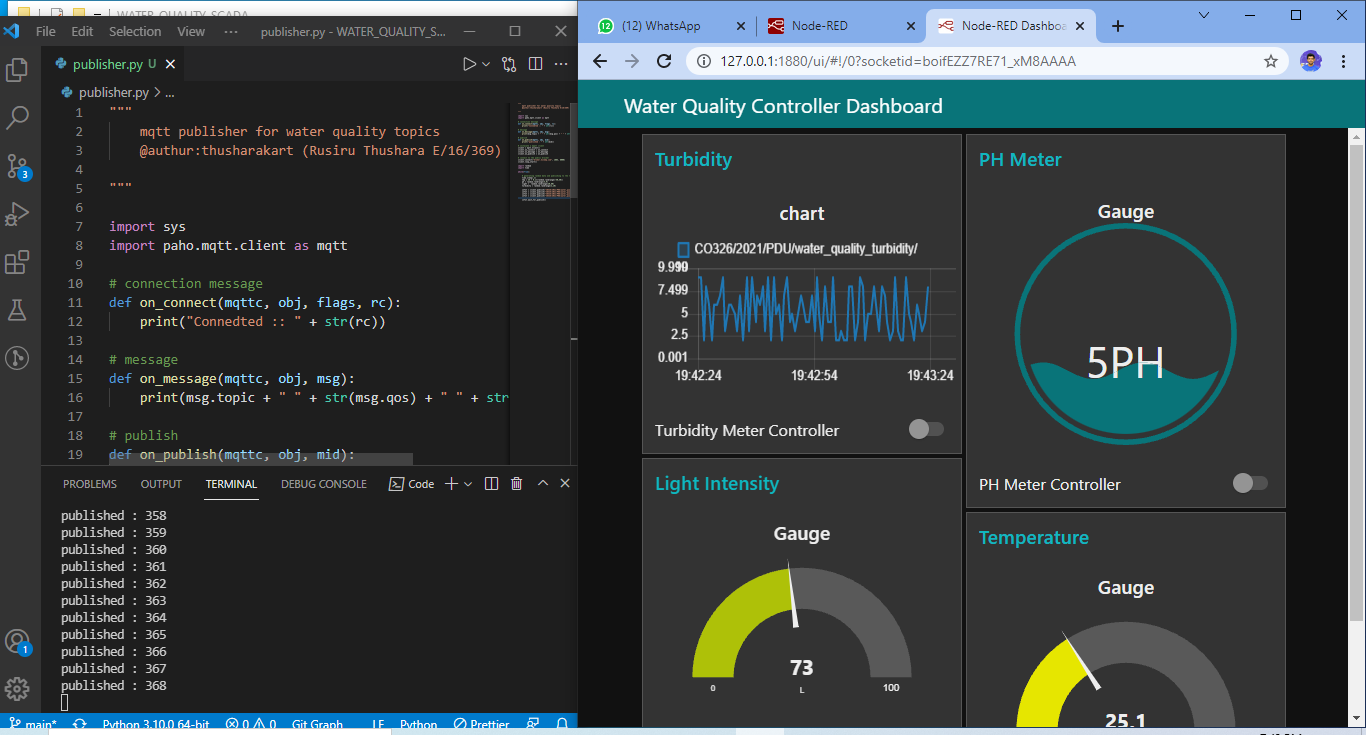 WATER_QUALITY_SCADA
File Edit Selection View ··· publisher.py - WATER_QUALITY_S...
publisher.py U
publisher.py > ...
1 """
2 mqtt publisher for water quality topics
3 @authur:thusharakart (Rusiru Thushara E/16/369)
4
5 """
6
7 import sys
8 import paho.mqtt.client as mqtt
9
10 # connection message
11 def on_connect(mqttc, obj, flags, rc):
12 print("Connedted :: " + str(rc))
13
14 # message
15 def on_message(mqttc, obj, msg):
16 print(msg.topic + " " + str(msg.qos) + " " + str
17
18 # publish
19 def on_publish(mqttc, obj, mid):
3
1
PROBLEMS OUTPUT TERMINAL DEBUG CONSOLE Code
published : 358
published : 359
published : 360
published : 361
published : 362
published : 363
published : 364
published : 365
published : 366
published : 367
published : 368
main* Python 3.10.0 64-bit 0 0 Git Graph LF Python Prettier
(12) WhatsApp Node-RED Node-RED Dashboa
12
127.0.0.1:1880/ui/#!/0?socketid=boifEZZ7RE71_xM8AAAA
Water Quality Controller Dashboard
Turbidity
chart
CO326/2021/PDU/water_quality_turbidity/
9.999
7.499
5
2.5
0.001
19:42:24 19:42:54 19:43:24
Turbidity Meter Controller
PH Meter
Gauge
5PH
PH Meter Controller
Light Intensity
Gauge
73
0 L 100
Temperature
Gauge
25.1